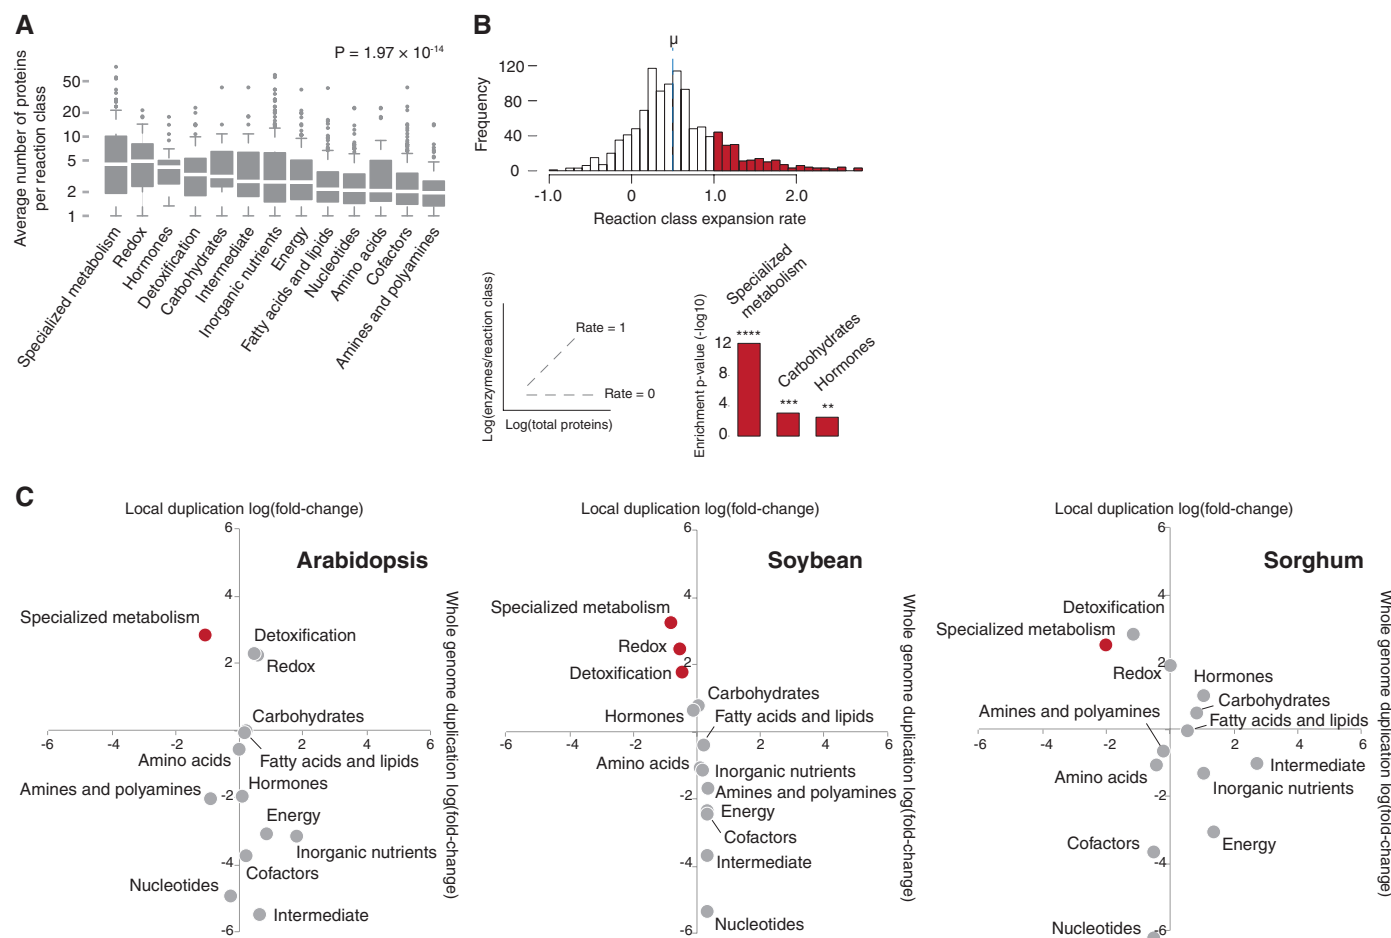 A
P = 1.97 × 10-14
Average number of proteins
per reaction class
50
20
10
5
2
1
Specialized metabolism
Redox
Hormones
Detoxification
Carbohydrates
Intermediate
Inorganic nutrients
Energy
Fatty acids and lipids
Nucleotides
Amino acids
Cofactors
Amines and polyamines
B
μ
Frequency
120
80
40
0
-1.0
0
1.0
2.0
Reaction class expansion rate
Log(enzymes/reaction class)
Rate = 1
Rate = 0
Log(total proteins)
Enrichment p-value (-log10)
12
8
4
0
Specialized
metabolism
Carbohydrates
Hormones
****
***
**
C
Local duplication log(fold-change)
Arabidopsis
Whole genome duplication log(fold-change)
6
4
2
-2
-4
-6
-6
-4
-2
2
4
6
Specialized metabolism
Detoxification
Redox
Carbohydrates
Amino acids
Fatty acids and lipids
Amines and polyamines
Hormones
Energy
Inorganic nutrients
Cofactors
Nucleotides
Intermediate
Local duplication log(fold-change)
Soybean
Whole genome duplication log(fold-change)
6
4
2
-2
-4
-6
-6
-4
-2
2
4
6
Specialized metabolism
Redox
Detoxification
Carbohydrates
Hormones
Fatty acids and lipids
Amino acids
Inorganic nutrients
Amines and polyamines
Energy
Cofactors
Intermediate
Nucleotides
Local duplication log(fold-change)
Sorghum
Whole genome duplication log(fold-change)
6
4
2
-2
-4
-6
-6
-4
-2
2
4
6
Detoxification
Specialized metabolism
Redox
Hormones
Carbohydrates
Amines and polyamines
Fatty acids and lipids
Amino acids
Intermediate
Inorganic nutrients
Cofactors
Energy
Nucleotides